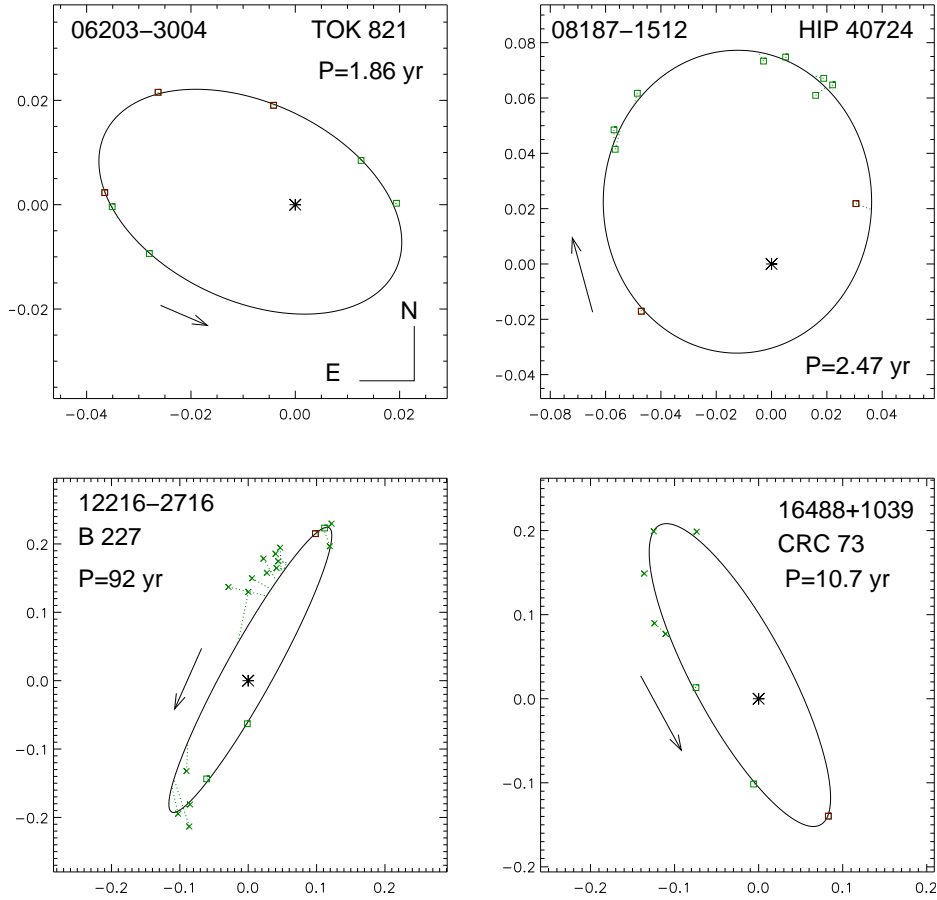 06203−3004 TOK 821
P=1.86 yr
0.02
0.00
−0.02
N
E
−0.04 −0.02 0.00 0.02
08187−1512 HIP 40724
0.08
0.06
0.04
0.02
0.00
−0.02
−0.04
P=2.47 yr
−0.08 −0.06 −0.04 −0.02 0.00 0.02 0.04
12216−2716
B 227
P=92 yr
0.2
0.1
0.0
−0.1
−0.2
−0.2 −0.1 0.0 0.1 0.2
16488+1039
CRC 73
P=10.7 yr
0.2
0.1
0.0
−0.1
−0.2
−0.2 −0.1 0.0 0.1 0.2